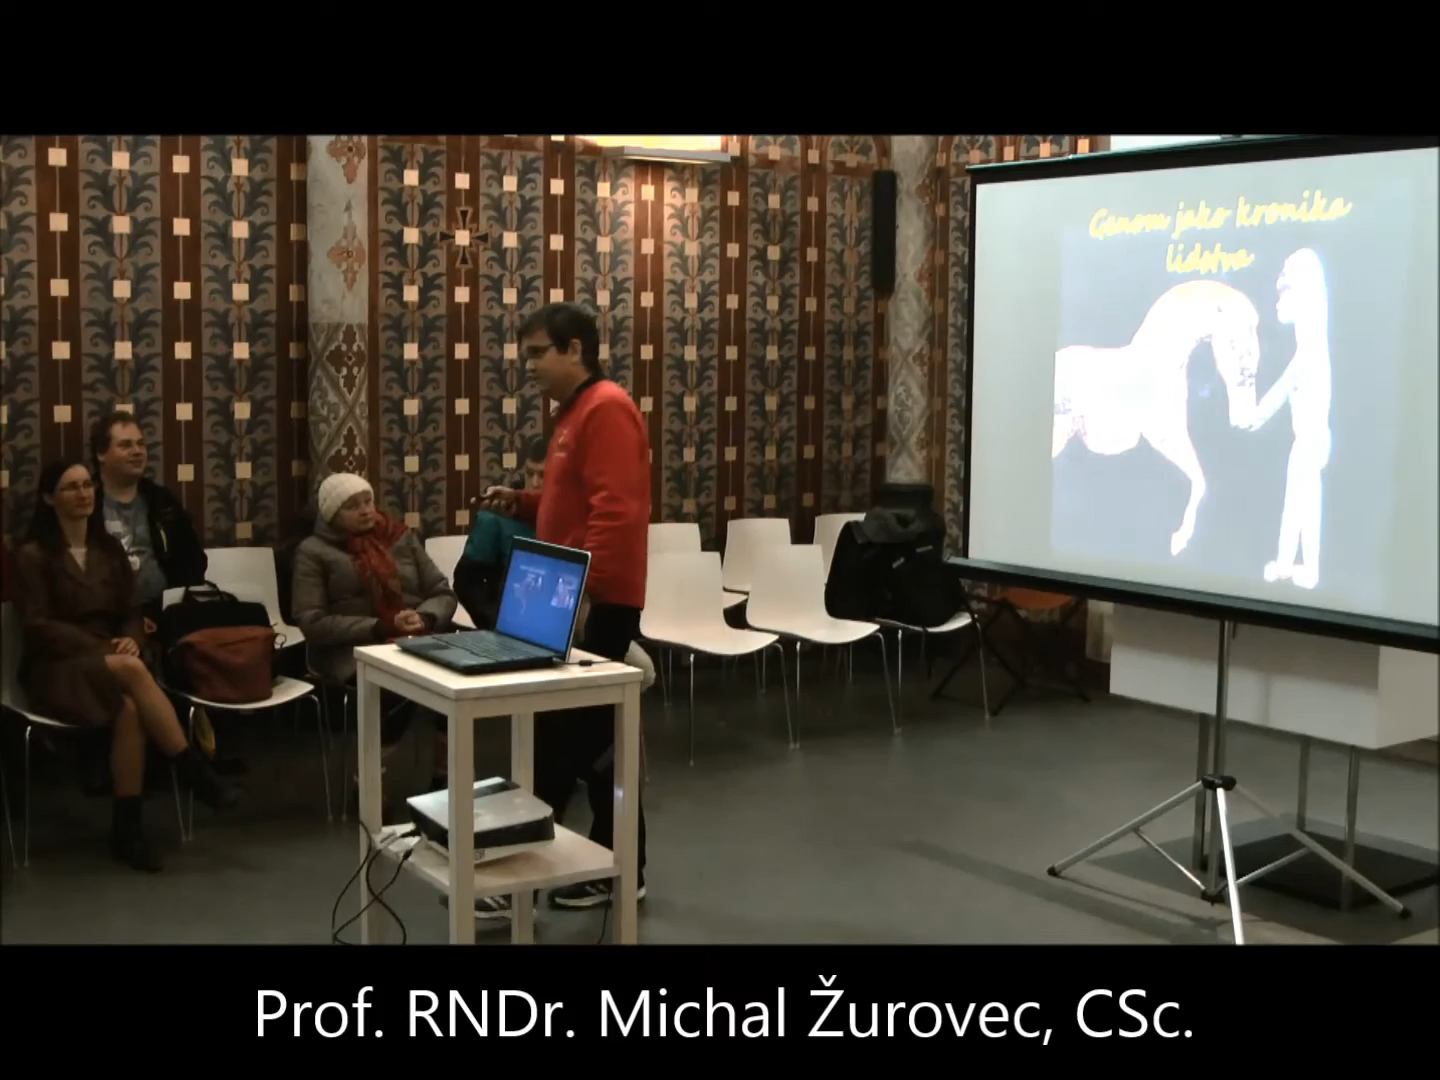 Genom jako kronika
lidstva
Prof. RNDr. Michal Žurovec, CSc.